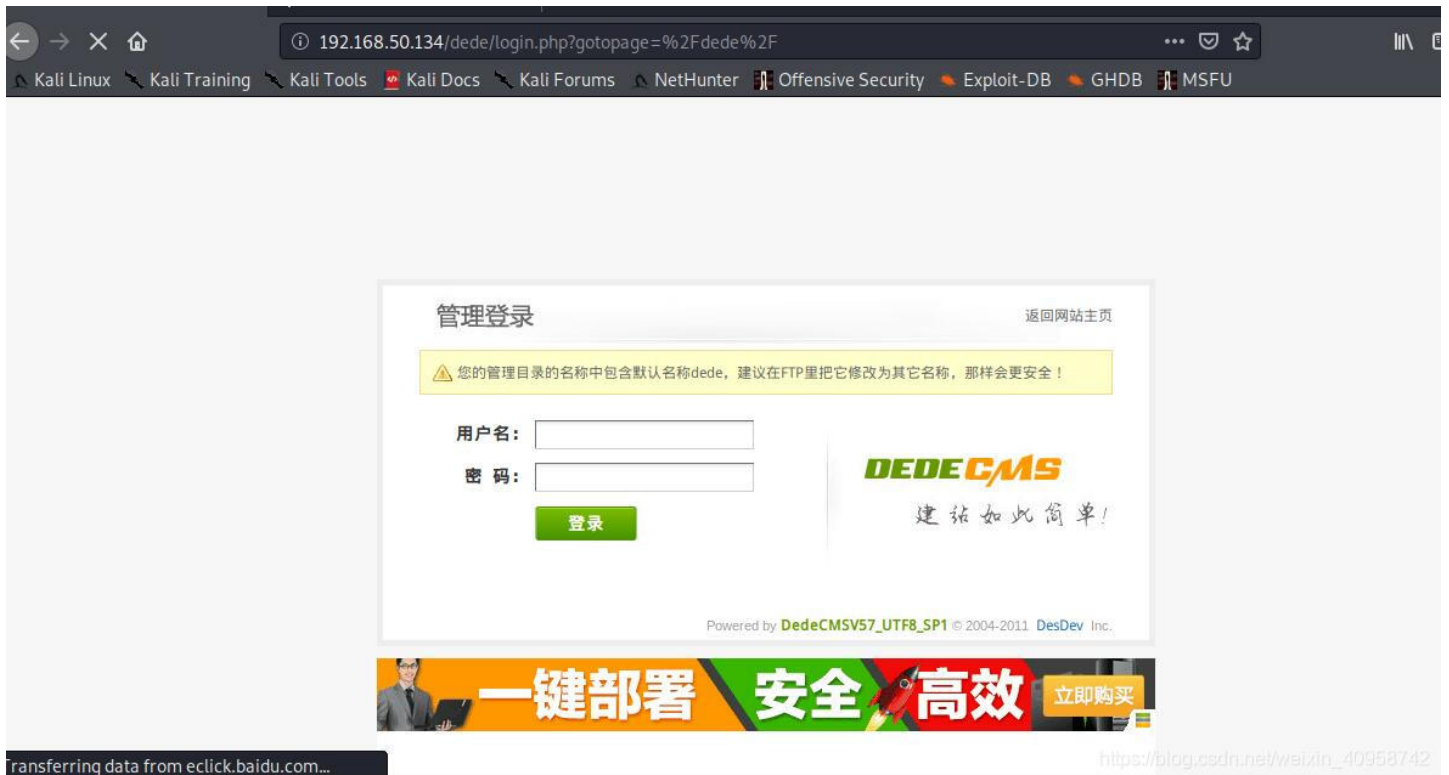 192.168.50.134/dede/login.php?gotopage=%2Fdede%2F
Kali Linux Kali Training Kali Tools Kali Docs Kali Forums NetHunter Offensive Security Exploit-DB GHDB MSFU
管理登录 返回网站主页
您的管理目录的名称中包含默认名称dede，建议在FTP里把它修改为其它名称，那样会更安全！
用户名：
密 码：
登录
DEDECMS
建站如此简单!
Powered by DedeCMSV57_UTF8_SP1 © 2004-2011 DesDev Inc.
一键部署 安全 高效 立即购买
Transferring data from eclick.baidu.com...
https://blog.csdn.net/weixin_40958742